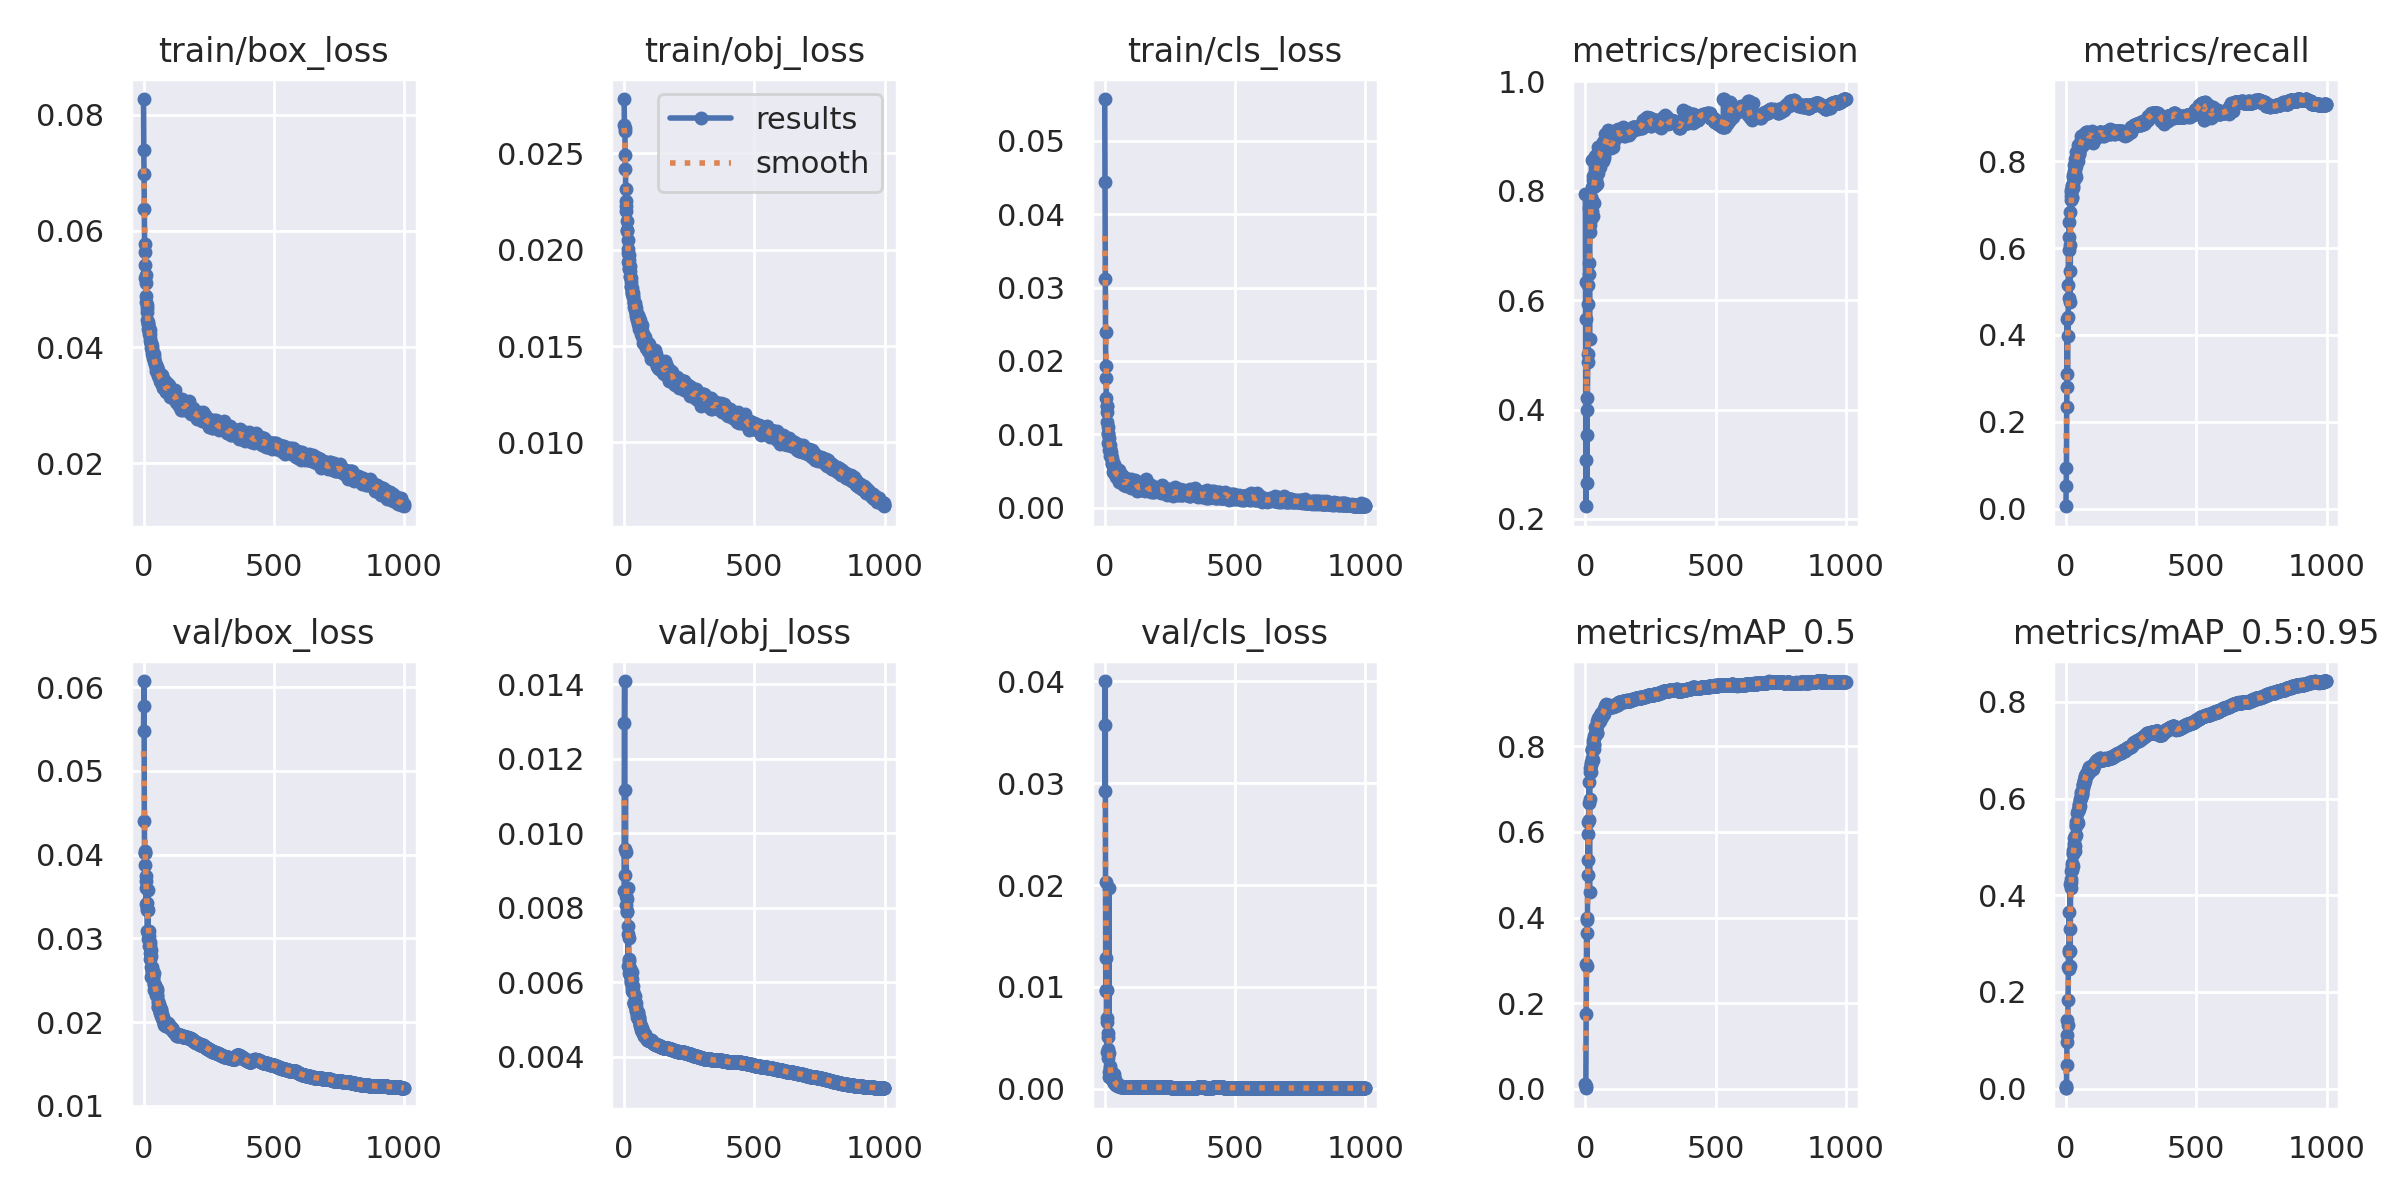 train/box_loss
0.08
0.06
0.04
0.02
0 500 1000
train/obj_loss
results
smooth
0.025
0.020
0.015
0.010
0 500 1000
train/cls_loss
0.05
0.04
0.03
0.02
0.01
0.00
0 500 1000
metrics/precision
1.0
0.8
0.6
0.4
0.2
0 500 1000
metrics/recall
0.8
0.6
0.4
0.2
0.0
0 500 1000
val/box_loss
0.06
0.05
0.04
0.03
0.02
0.01
0 500 1000
val/obj_loss
0.014
0.012
0.010
0.008
0.006
0.004
0 500 1000
val/cls_loss
0.04
0.03
0.02
0.01
0.00
0 500 1000
metrics/mAP_0.5
0.8
0.6
0.4
0.2
0.0
0 500 1000
metrics/mAP_0.5:0.95
0.8
0.6
0.4
0.2
0.0
0 500 1000